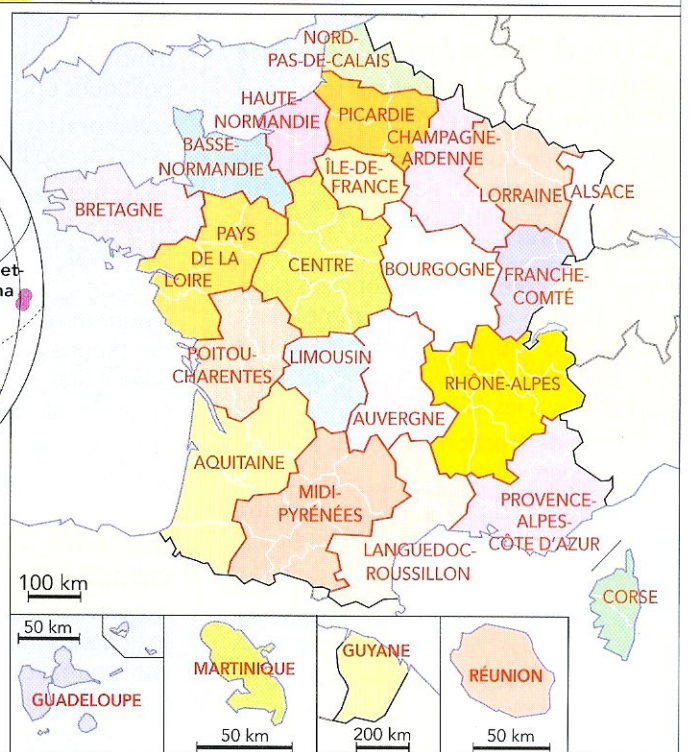 NORD-
PAS-DE-CALAIS
HAUTE-
NORMANDIE
PICARDIE
CHAMPAGNE-
ARDENNE
BASSE-
NORMANDIE
ÎLE-DE-
FRANCE
LORRAINE
ALSACE
BRETAGNE
PAYS
DE LA
LOIRE
CENTRE
BOURGOGNE
FRANCHE-
COMTÉ
et-
na
POITOU-
CHARENTES
LIMOUSIN
RHÔNE-ALPES
AUVERGNE
AQUITAINE
MIDI-
PYRÉNÉES
PROVENCE-
ALPES-
CÔTE D'AZUR
LANGUEDOC-
ROUSSILLON
100 km
CORSE
50 km
GUADELOUPE
MARTINIQUE
50 km
GUYANE
200 km
RÉUNION
50 km